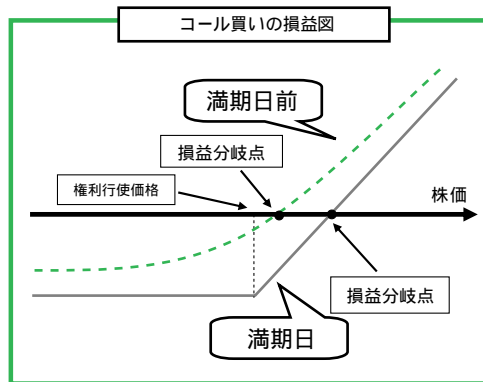 コール買いの損益図
満期日前
損益分岐点
権利行使価格
株価
損益分岐点
満期日